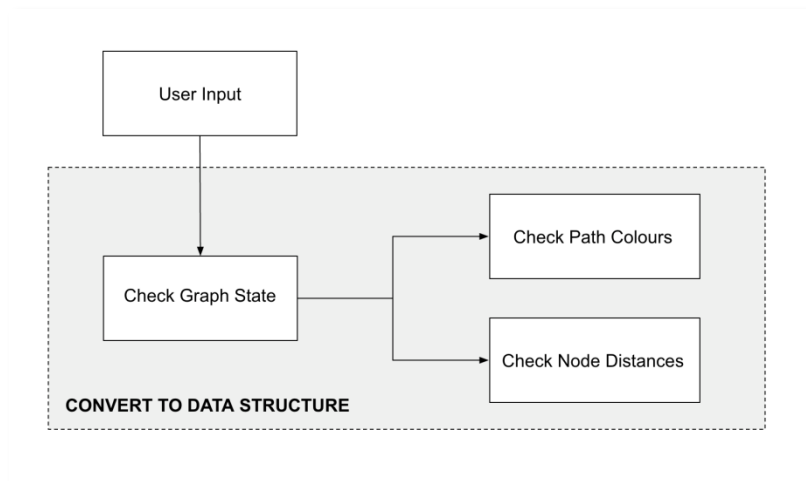 User Input
Check Path Colours
Check Graph State
Check Node Distances
CONVERT TO DATA STRUCTURE